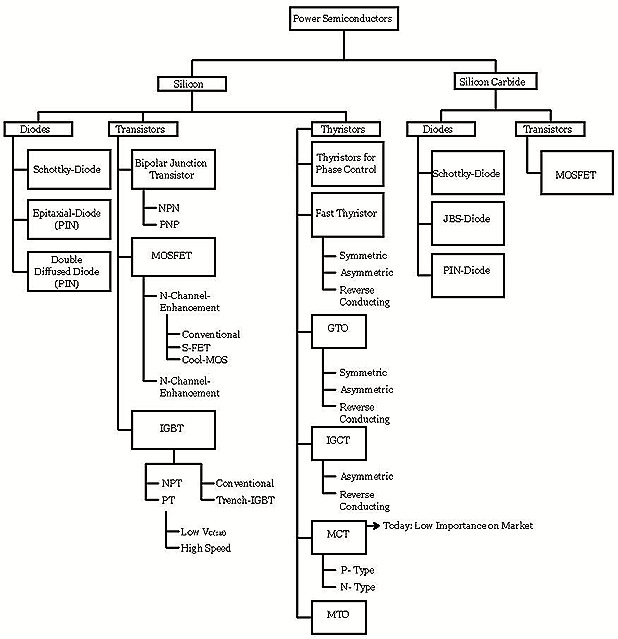 Power Semiconductors
Silicon
Silicon Carbide
Diodes
Transistors
Thyristors
Diodes
Transistors
Schottky-Diode
Epitaxial-Diode
(PIN)
Double
Diffused Diode
(PIN)
Bipolar Junction
Transistor
NPN
PNP
MOSFET
N-Channel-
Enhancement
Conventional
S-FET
Cool-MOS
N-Channel-
Enhancement
IGBT
NPT
PT
Conventional
Trench-IGBT
Low Vc(sat)
High Speed
Thyristors for
Phase Control
Fast Thyristor
Symmetric
Asymmetric
Reverse
Conducting
GTO
Symmetric
Asymmetric
Reverse
Conducting
IGCT
Asymmetric
Reverse
Conducting
MCT
Today: Low Importance on Market
P- Type
N- Type
MTO
Schottky-Diode
JBS-Diode
PIN-Diode
MOSFET